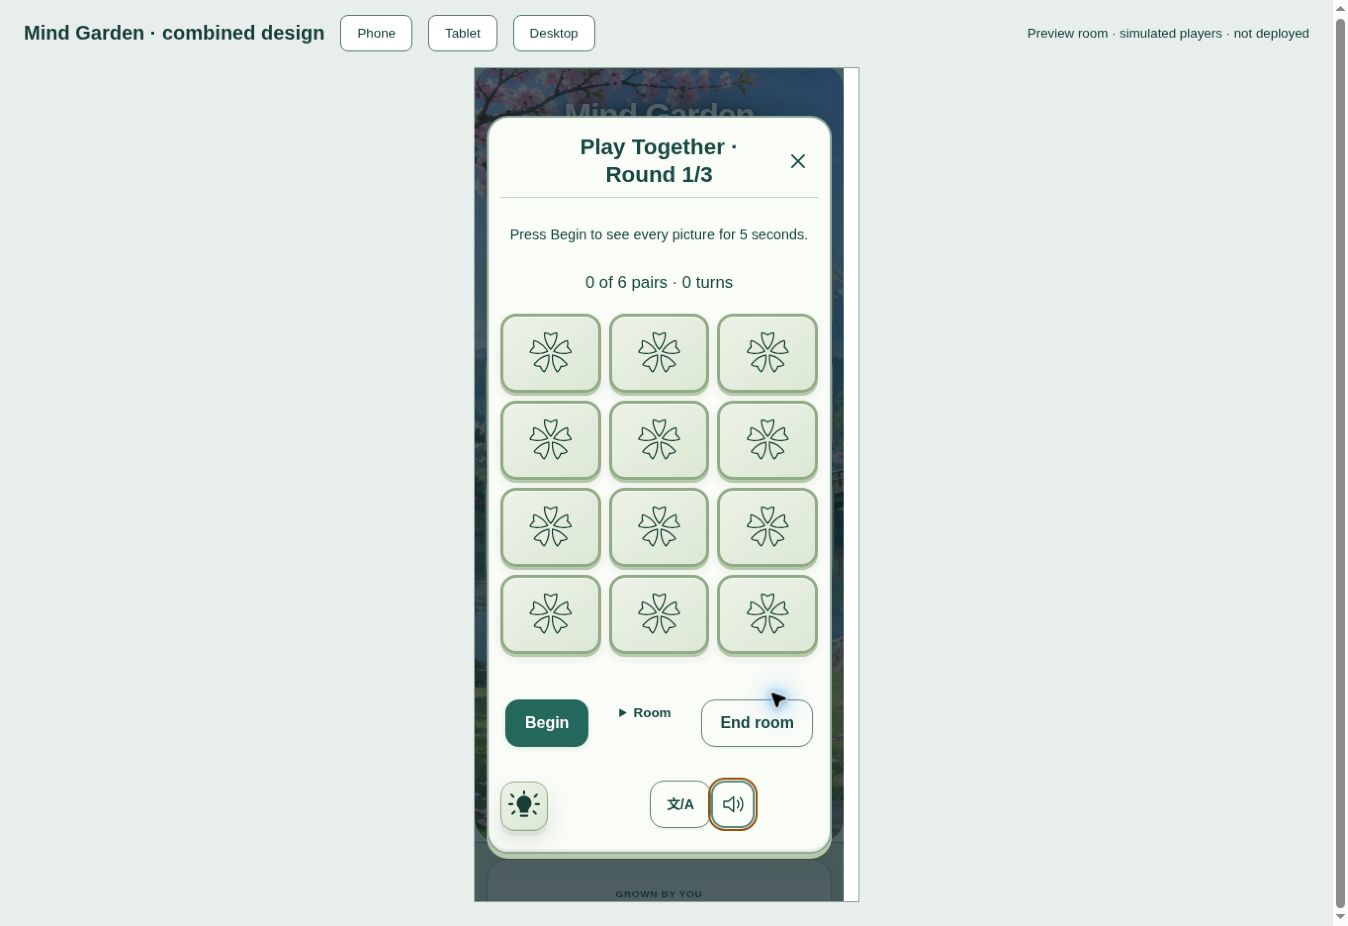 Mind Garden · combined design
Phone
Tablet
Desktop
Preview room · simulated players · not deployed
Mind Garden
Play Together ·
Round 1/3
Press Begin to see every picture for 5 seconds.
0 of 6 pairs · 0 turns
Begin
Room
End room
文/A
GROWN BY YOU